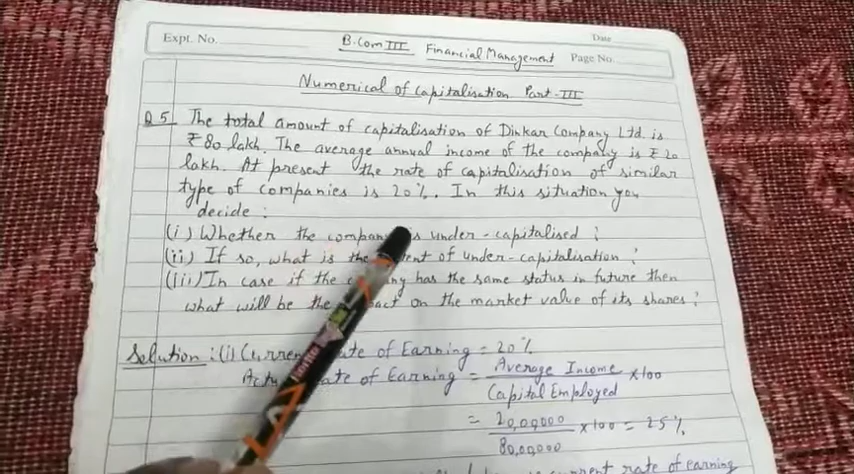 Expt. No.
Date
B.Com III Financial Management
Page No.
Numerical of Capitalisation Part-III
Q5. The total amount of capitalisation of Dinkar Company Ltd. is
₹80 lakh. The average annual income of the company is ₹20
lakh. At present the rate of capitalisation of similar
type of companies is 20%. In this situation you
decide :
(i) Whether the company is under-capitalised ?
(ii) If so, what is the of under-capitalisation ?
(iii) In case if the has the same status in future then
what will be the on the market value of its shares ?
Solution : (i) Current rate of Earning = 20%
rate of Earning = Average Income / Capital Employed ×100
= 20,00,000 / 80,00,000 ×100 = 25%
current rate of earning